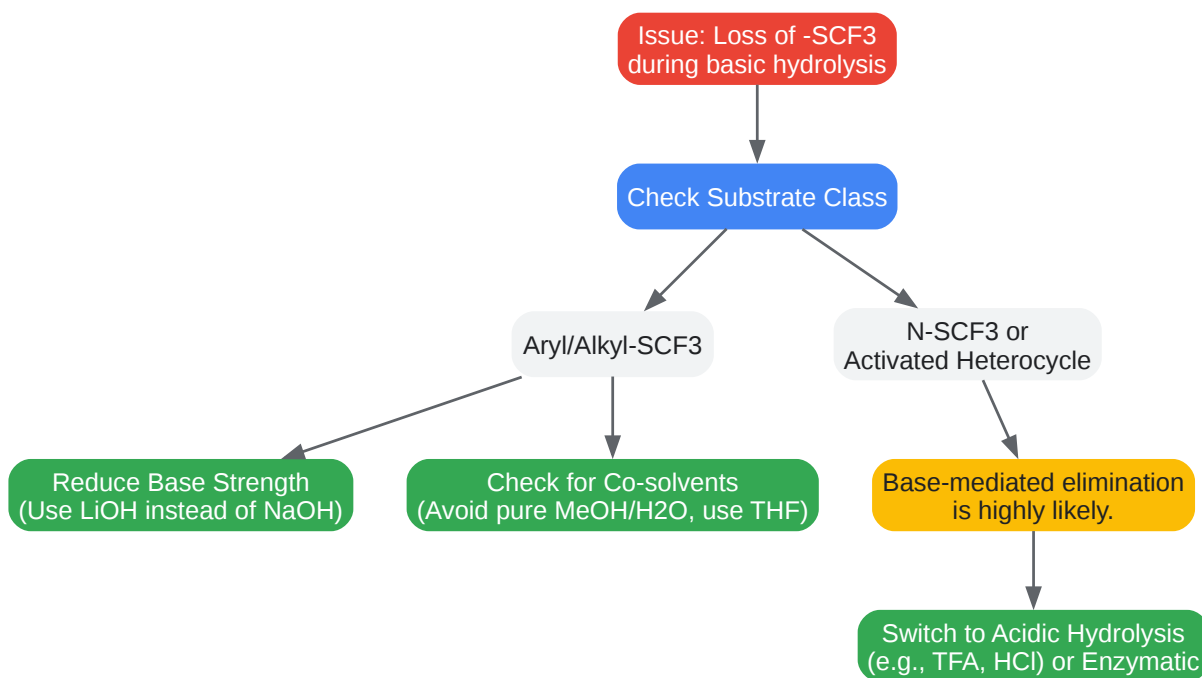 Issue: Loss of -SCF3
during basic hydrolysis
Check Substrate Class
Aryl/Alkyl-SCF3
N-SCF3 or
Activated Heterocycle
Reduce Base Strength
(Use LiOH instead of NaOH)
Check for Co-solvents
(Avoid pure MeOH/H2O, use THF)
Base-mediated elimination
is highly likely.
Switch to Acidic Hydrolysis
(e.g., TFA, HCl) or Enzymatic